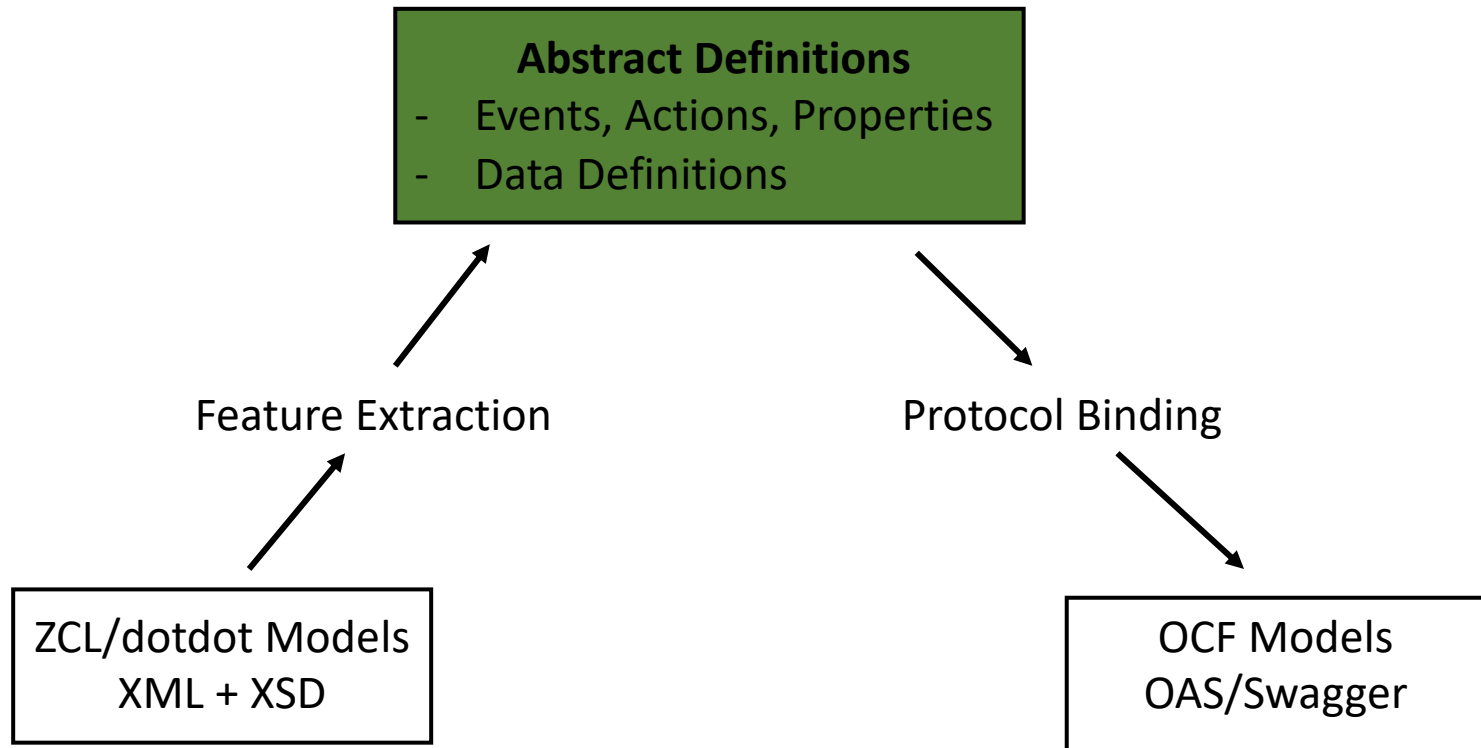 Abstract Definitions
- Events, Actions, Properties
- Data Definitions
Feature Extraction
Protocol Binding
ZCL/dotdot Models
XML + XSD
OCF Models
OAS/Swagger